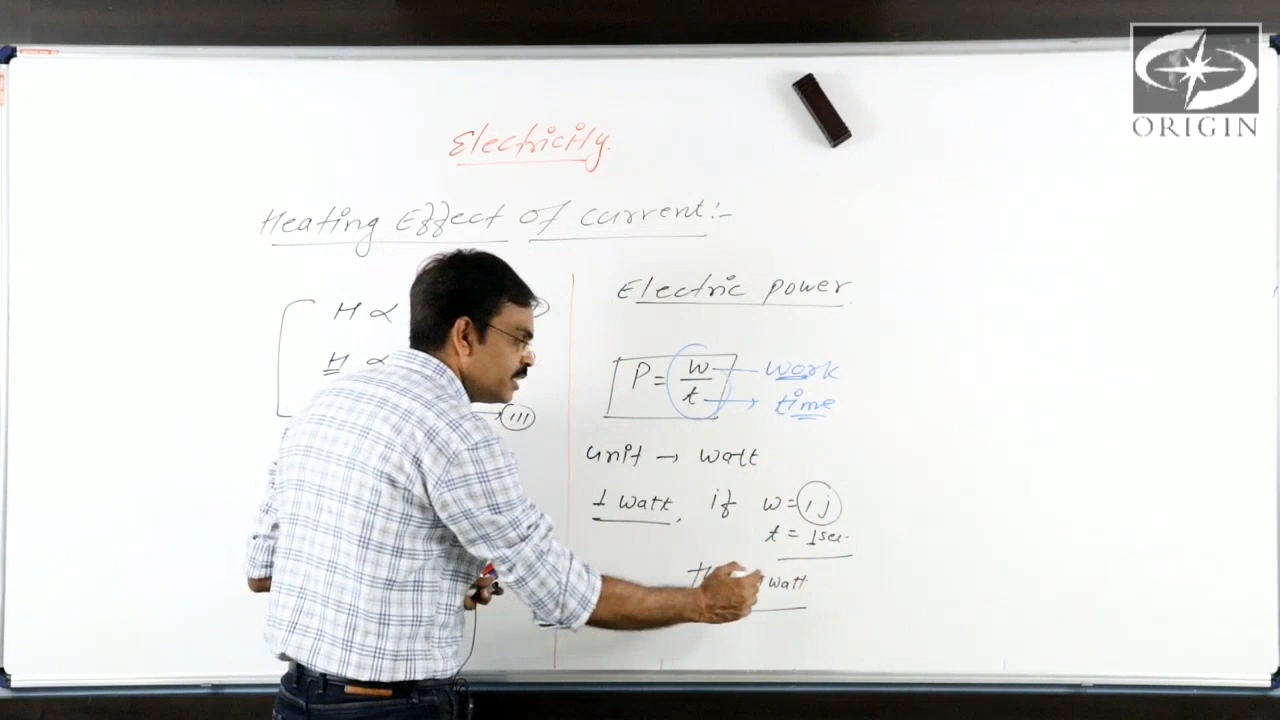 ORIGIN
Electricity.
Heating Effect of current:-
H ∝
H ∝
(iii)
Electric power
P = w/t
work
time
unit → watt
1 watt, if w = 1 j
t = 1 sec.
watt